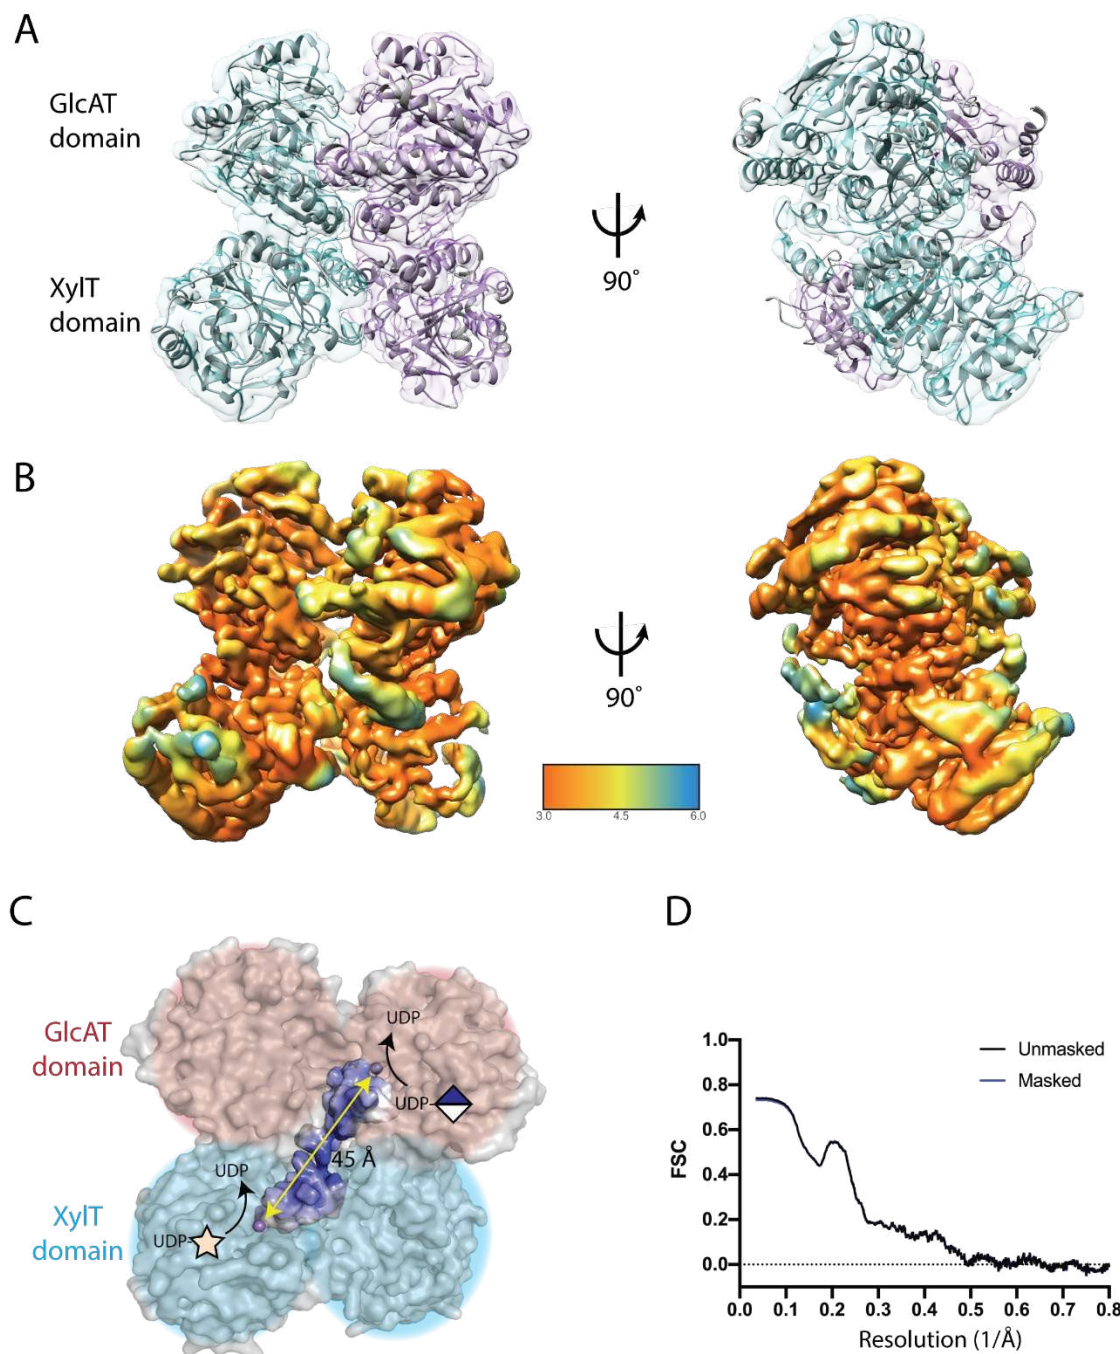 A
GlcAT
domain
XylT
domain
90°
B
90°
3.0 4.5 6.0
C
GlcAT
domain
XylT
domain
UDP
UDP
45 Å
UDP
UDP
D
FSC
1.0
0.8
0.6
0.4
0.2
0.0
Unmasked
Masked
0.0 0.1 0.2 0.3 0.4 0.5 0.6 0.7 0.8
Resolution (1/Å)